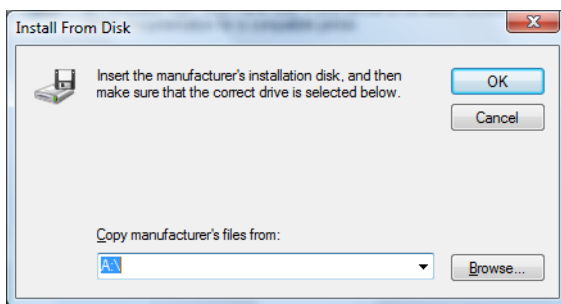 Install From Disk
Insert the manufacturer's installation disk, and then
make sure that the correct drive is selected below.
OK
Cancel
Copy manufacturer's files from:
A:\
Browse...